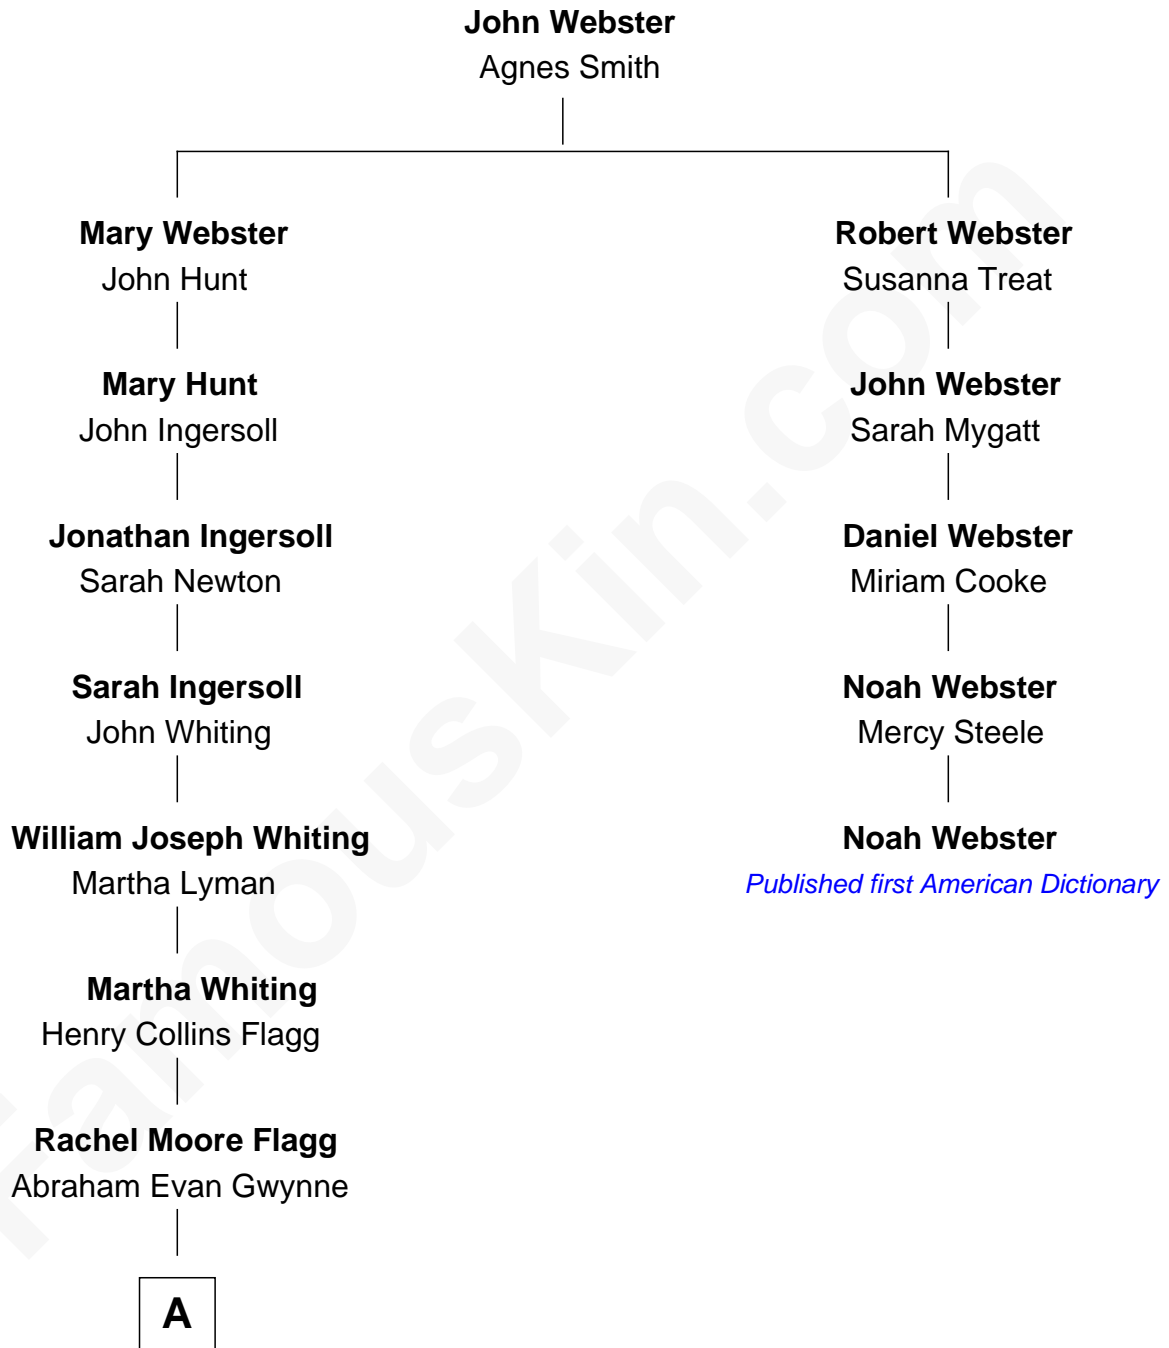 John Webster
Agnes Smith
Mary Webster
John Hunt
Robert Webster
Susanna Treat
Mary Hunt
John Ingersoll
John Webster
Sarah Mygatt
Jonathan Ingersoll
Sarah Newton
Daniel Webster
Miriam Cooke
Sarah Ingersoll
John Whiting
Noah Webster
Mercy Steele
William Joseph Whiting
Martha Lyman
Noah Webster
Published first American Dictionary
Martha Whiting
Henry Collins Flagg
Rachel Moore Flagg
Abraham Evan Gwynne
A
FamousKin.com